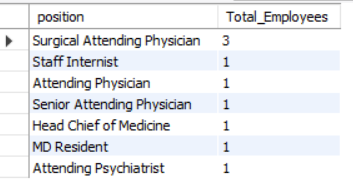 position Total_Employees
Surgical Attending Physician 3
Staff Internist 1
Attending Physician 1
Senior Attending Physician 1
Head Chief of Medicine 1
MD Resident 1
Attending Psychiatrist 1